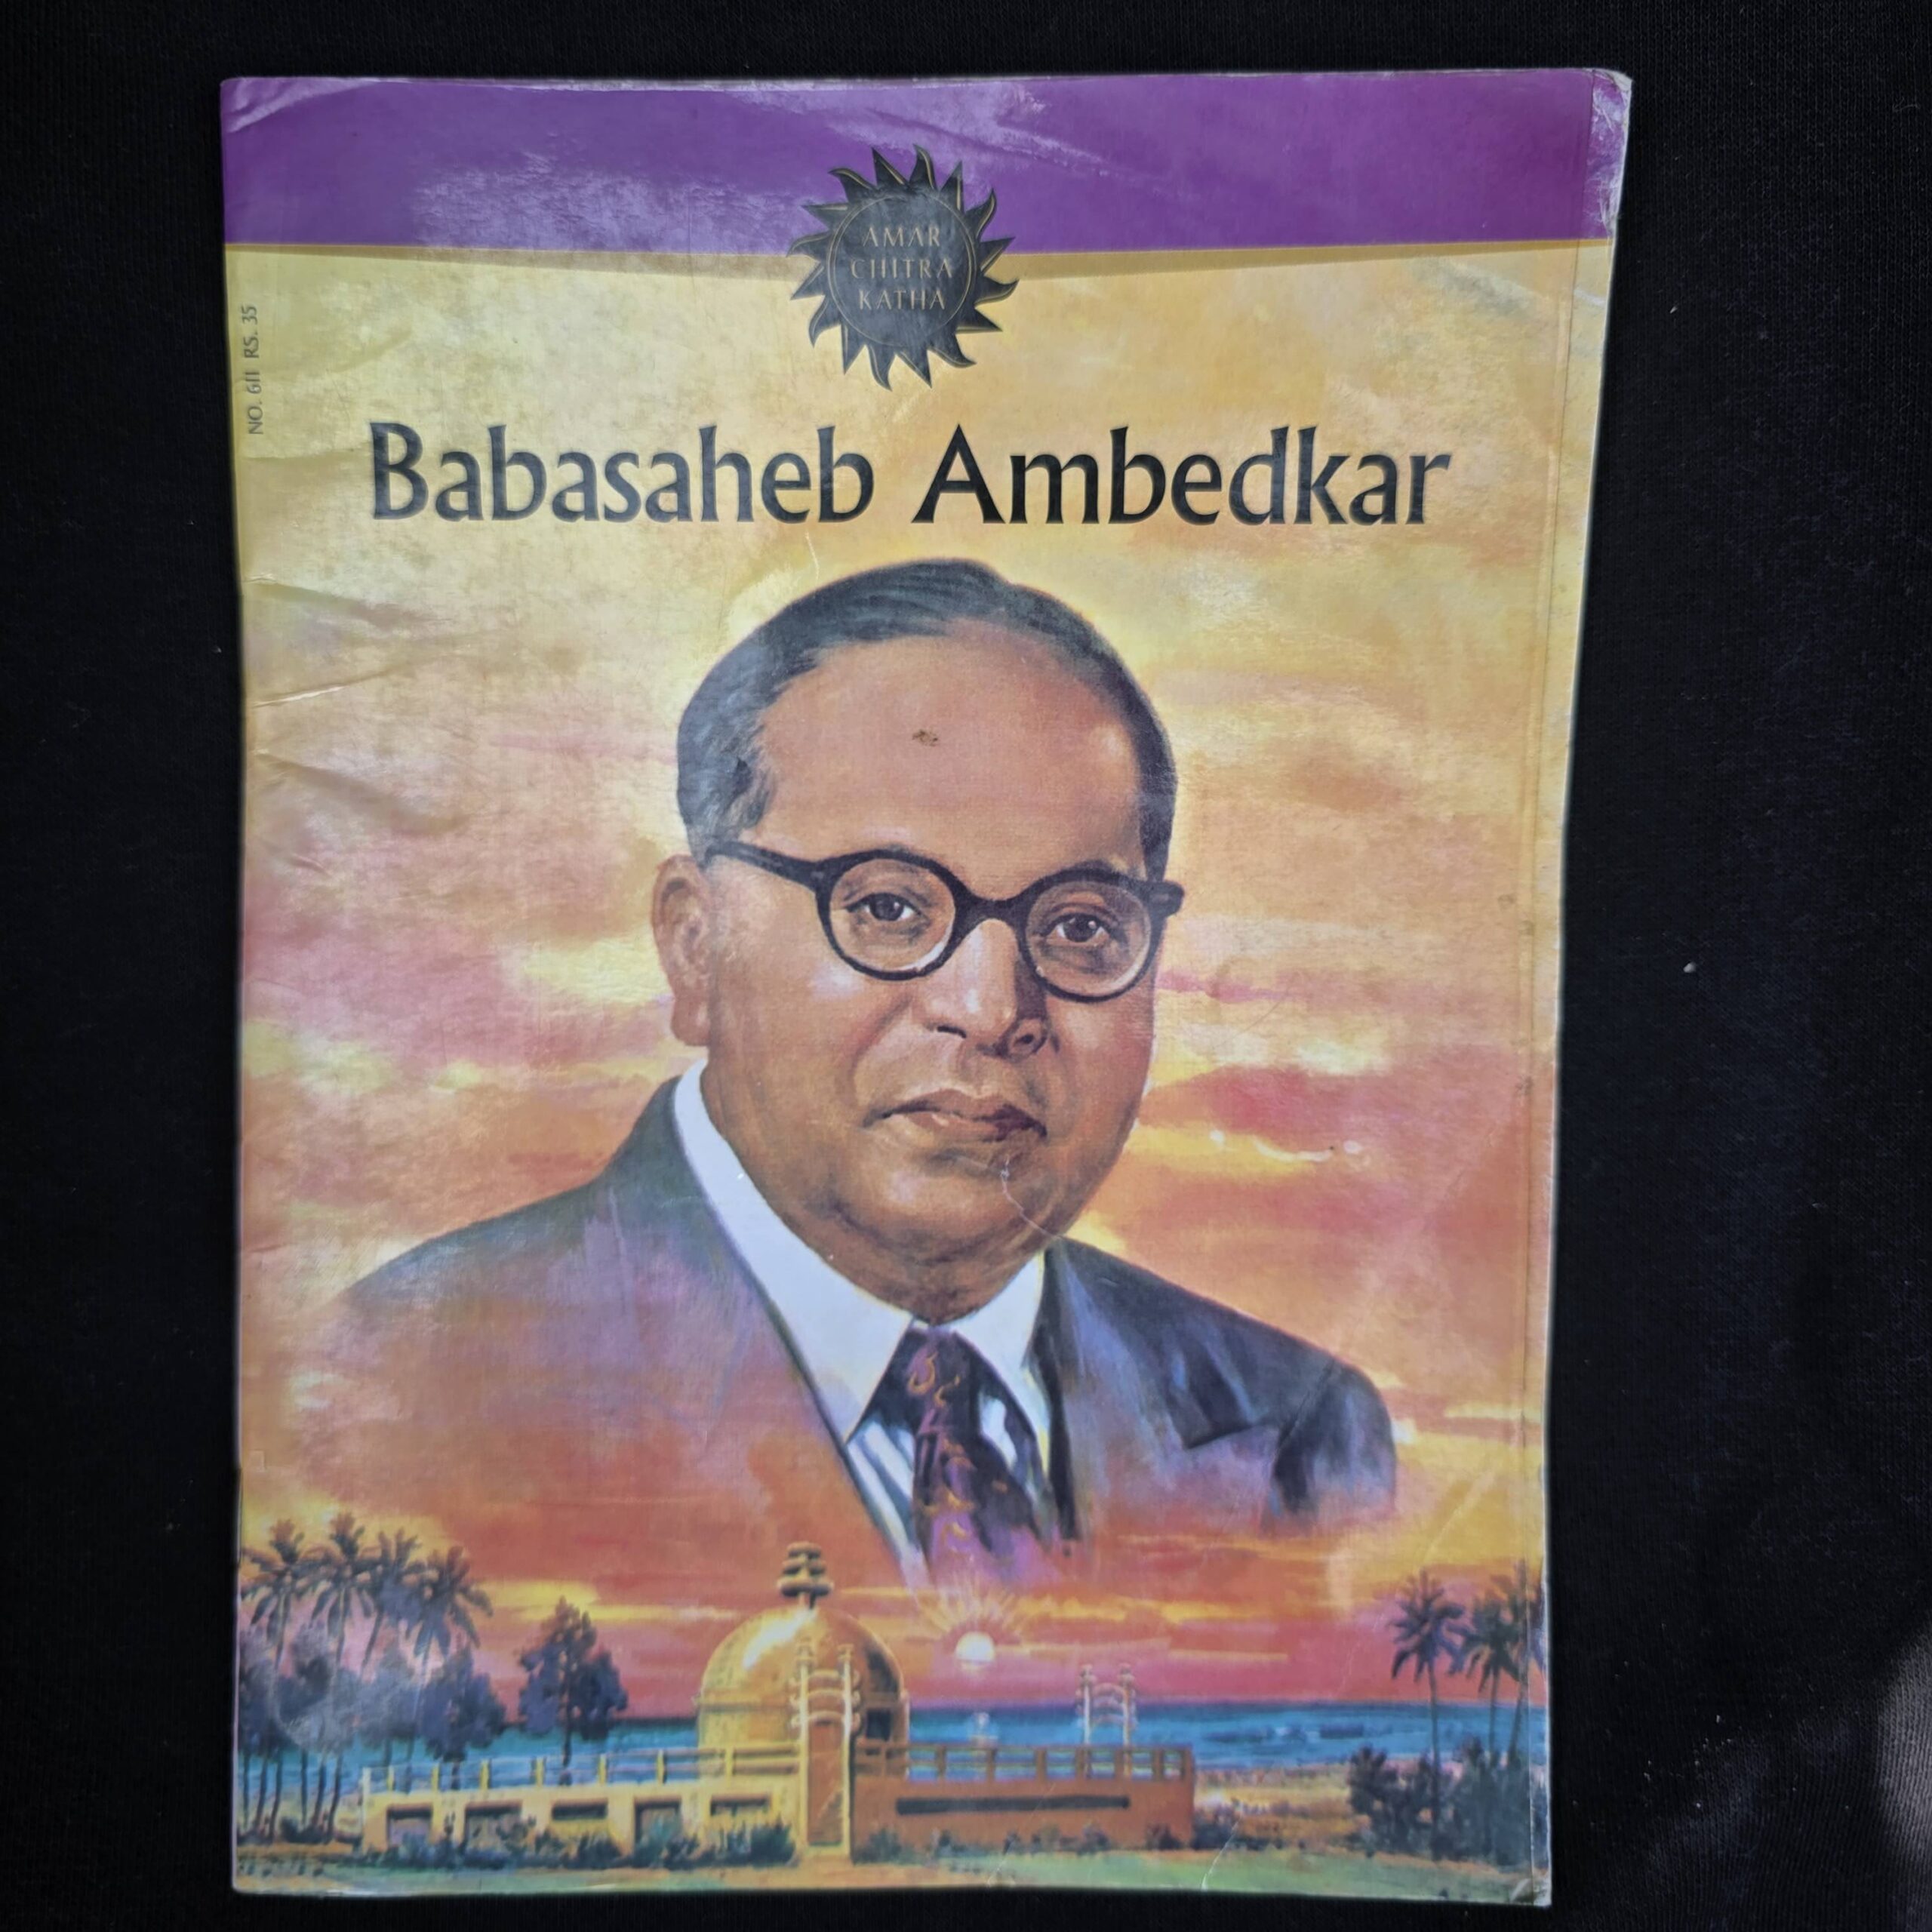 AMAR
CHITRA
KATHA
NO. 611 RS. 35
Babasaheb Ambedkar